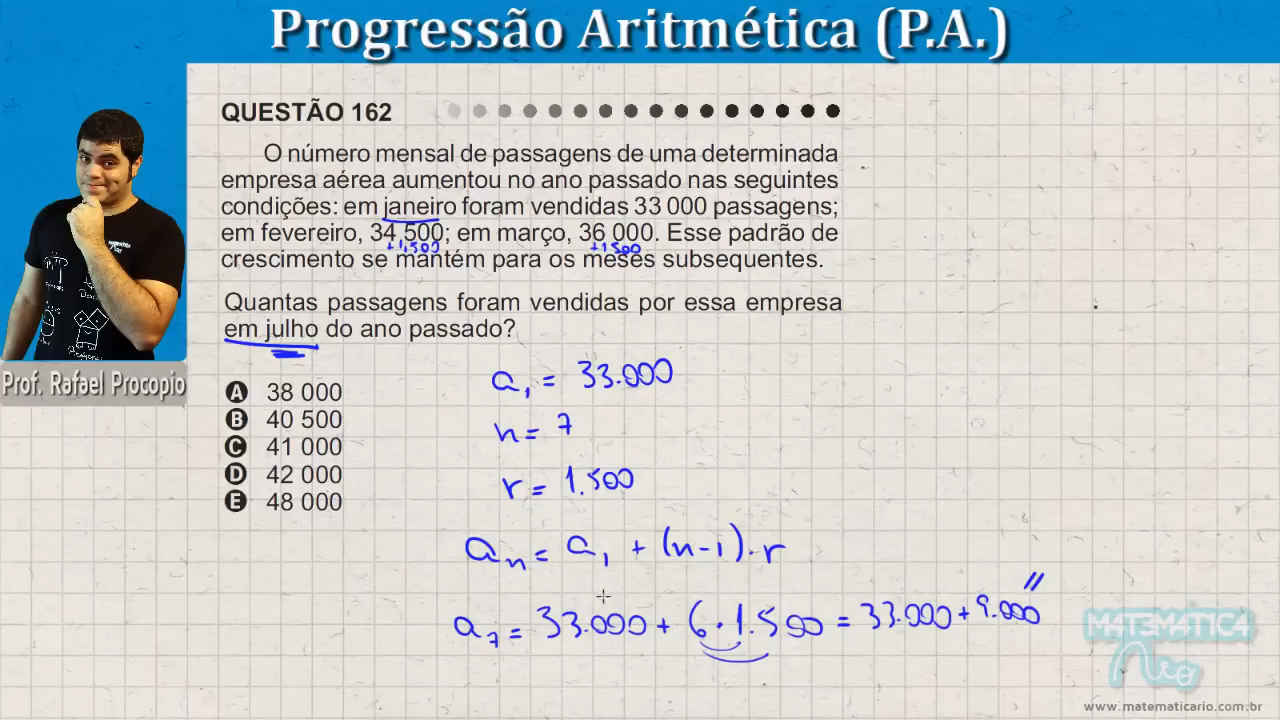 Progressão Aritmética (P.A.)
QUESTÃO 162
O número mensal de passagens de uma determinada
empresa aérea aumentou no ano passado nas seguintes
condições: em janeiro foram vendidas 33 000 passagens;
em fevereiro, 34 500; em março, 36 000. Esse padrão de
+1.500 +1 500
crescimento se mantém para os meses subsequentes.
Quantas passagens foram vendidas por essa empresa
em julho do ano passado?
A 38 000
B 40 500
C 41 000
D 42 000
E 48 000
a₁ = 33.000
n = 7
r = 1.500
aₙ = a₁ + (n-1).r
a₇ = 33.000 + 6.1.500 = 33.000 + 9.000
Prof. Rafael Procopio
MATEMÁTICA
Rio
www.matematicario.com.br